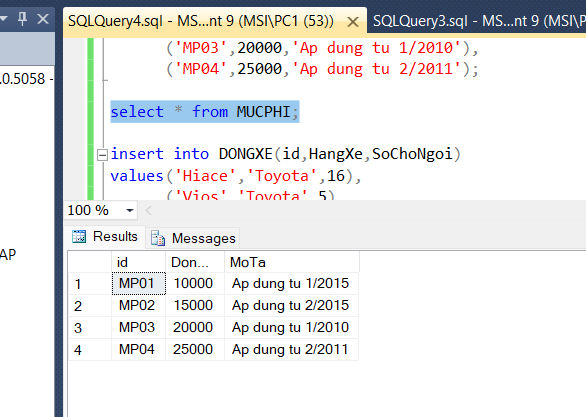 SQLQuery4.sql - MS...nt 9 (MSI\PC1 (53)) SQLQuery3.sql - MS...nt 9 (MSI\P
.0.5058 -
('MP03',20000,'Ap dung tu 1/2010'),
('MP04',25000,'Ap dung tu 2/2011');
select * from MUCPHI;
insert into DONGXE(id,HangXe,SoChoNgoi)
values('Hiace','Toyota',16),
('Vios','Toyota',5)
100 %
Results Messages
AP
id Don... MoTa
1 MP01 10000 Ap dung tu 1/2015
2 MP02 15000 Ap dung tu 2/2015
3 MP03 20000 Ap dung tu 1/2010
4 MP04 25000 Ap dung tu 2/2011